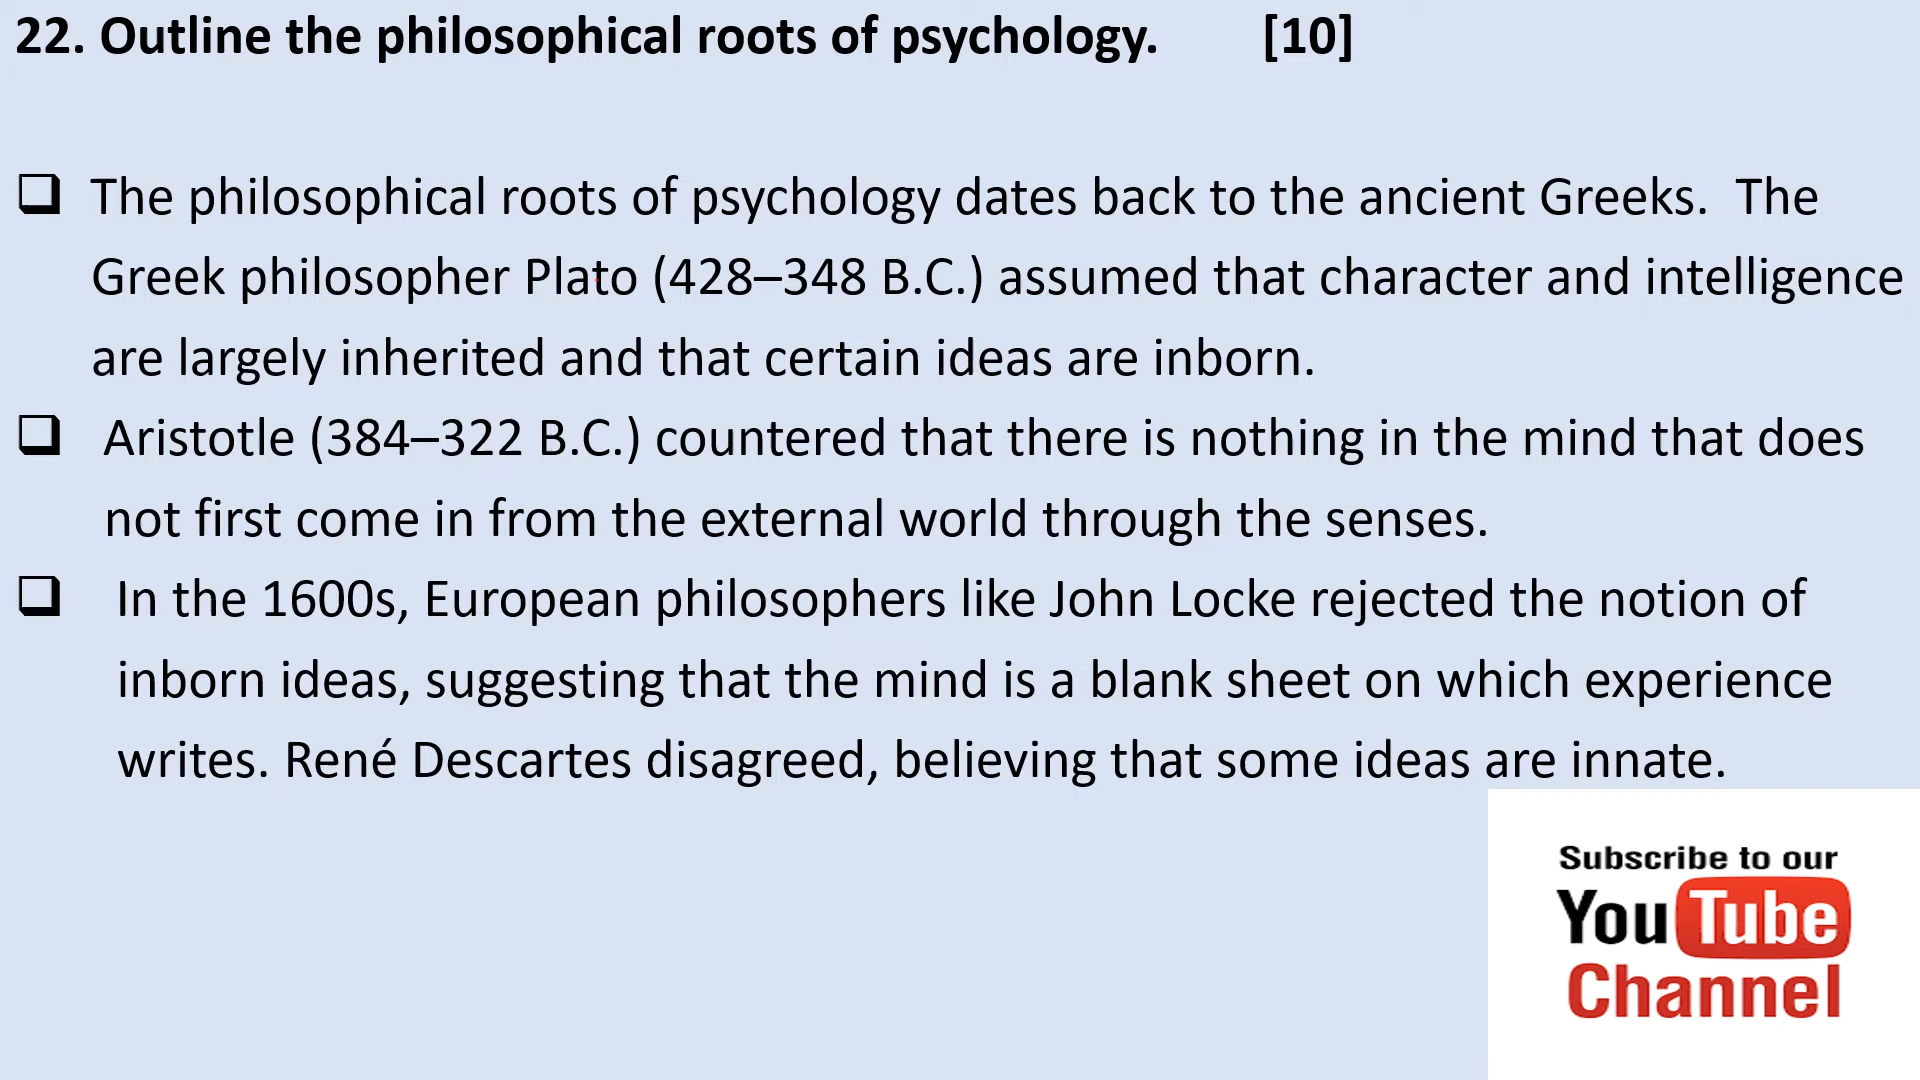 22. Outline the philosophical roots of psychology. [10]
The philosophical roots of psychology dates back to the ancient Greeks. The
Greek philosopher Plato (428–348 B.C.) assumed that character and intelligence
are largely inherited and that certain ideas are inborn.
Aristotle (384–322 B.C.) countered that there is nothing in the mind that does
not first come in from the external world through the senses.
In the 1600s, European philosophers like John Locke rejected the notion of
inborn ideas, suggesting that the mind is a blank sheet on which experience
writes. René Descartes disagreed, believing that some ideas are innate.
Subscribe to our
YouTube
Channel